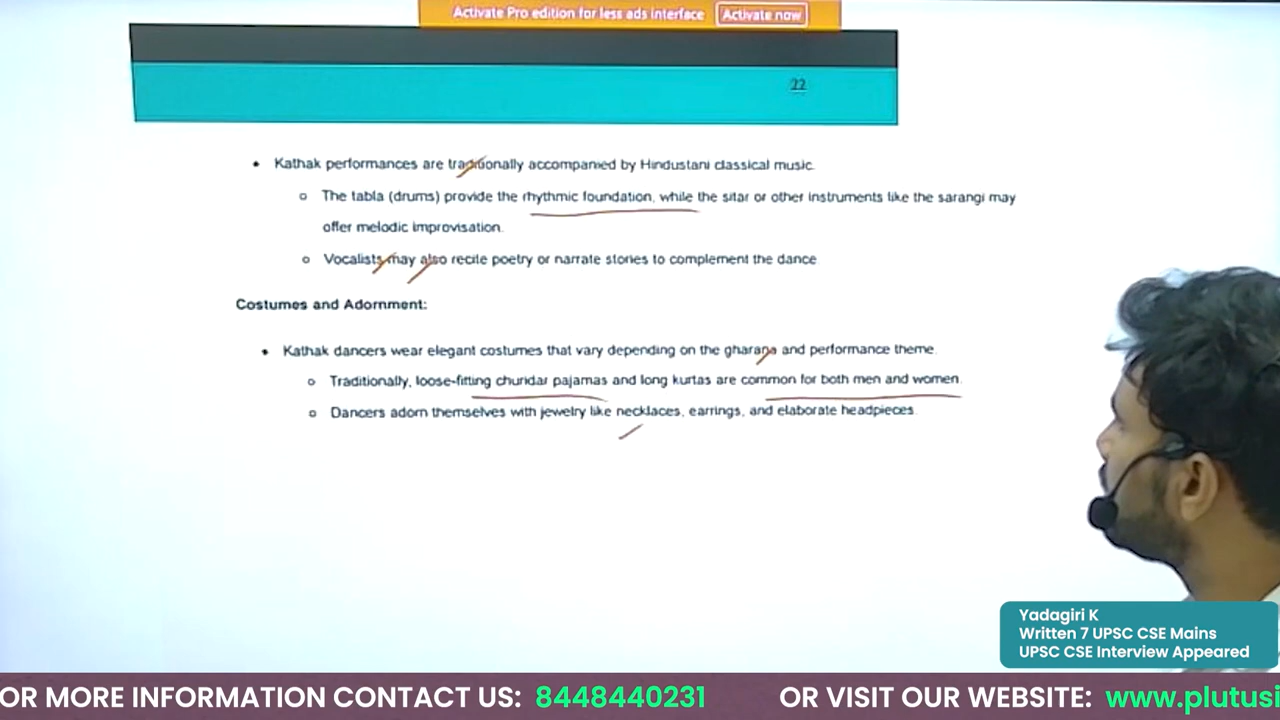 Activate Pro edition for less ads interface Activate now
22
• Kathak performances are traditionally accompanied by Hindustani classical music.
o The tabla (drums) provide the rhythmic foundation, while the sitar or other instruments like the sarangi may
offer melodic improvisation.
o Vocalists may also recite poetry or narrate stories to complement the dance
Costumes and Adornment:
• Kathak dancers wear elegant costumes that vary depending on the gharana and performance theme.
o Traditionally, loose-fitting churidar pajamas and long kurtas are common for both men and women.
o Dancers adorn themselves with jewelry like necklaces, earrings, and elaborate headpieces.
Yadagiri K
Written 7 UPSC CSE Mains
UPSC CSE Interview Appeared
OR MORE INFORMATION CONTACT US: 8448440231 OR VISIT OUR WEBSITE: www.plutusi